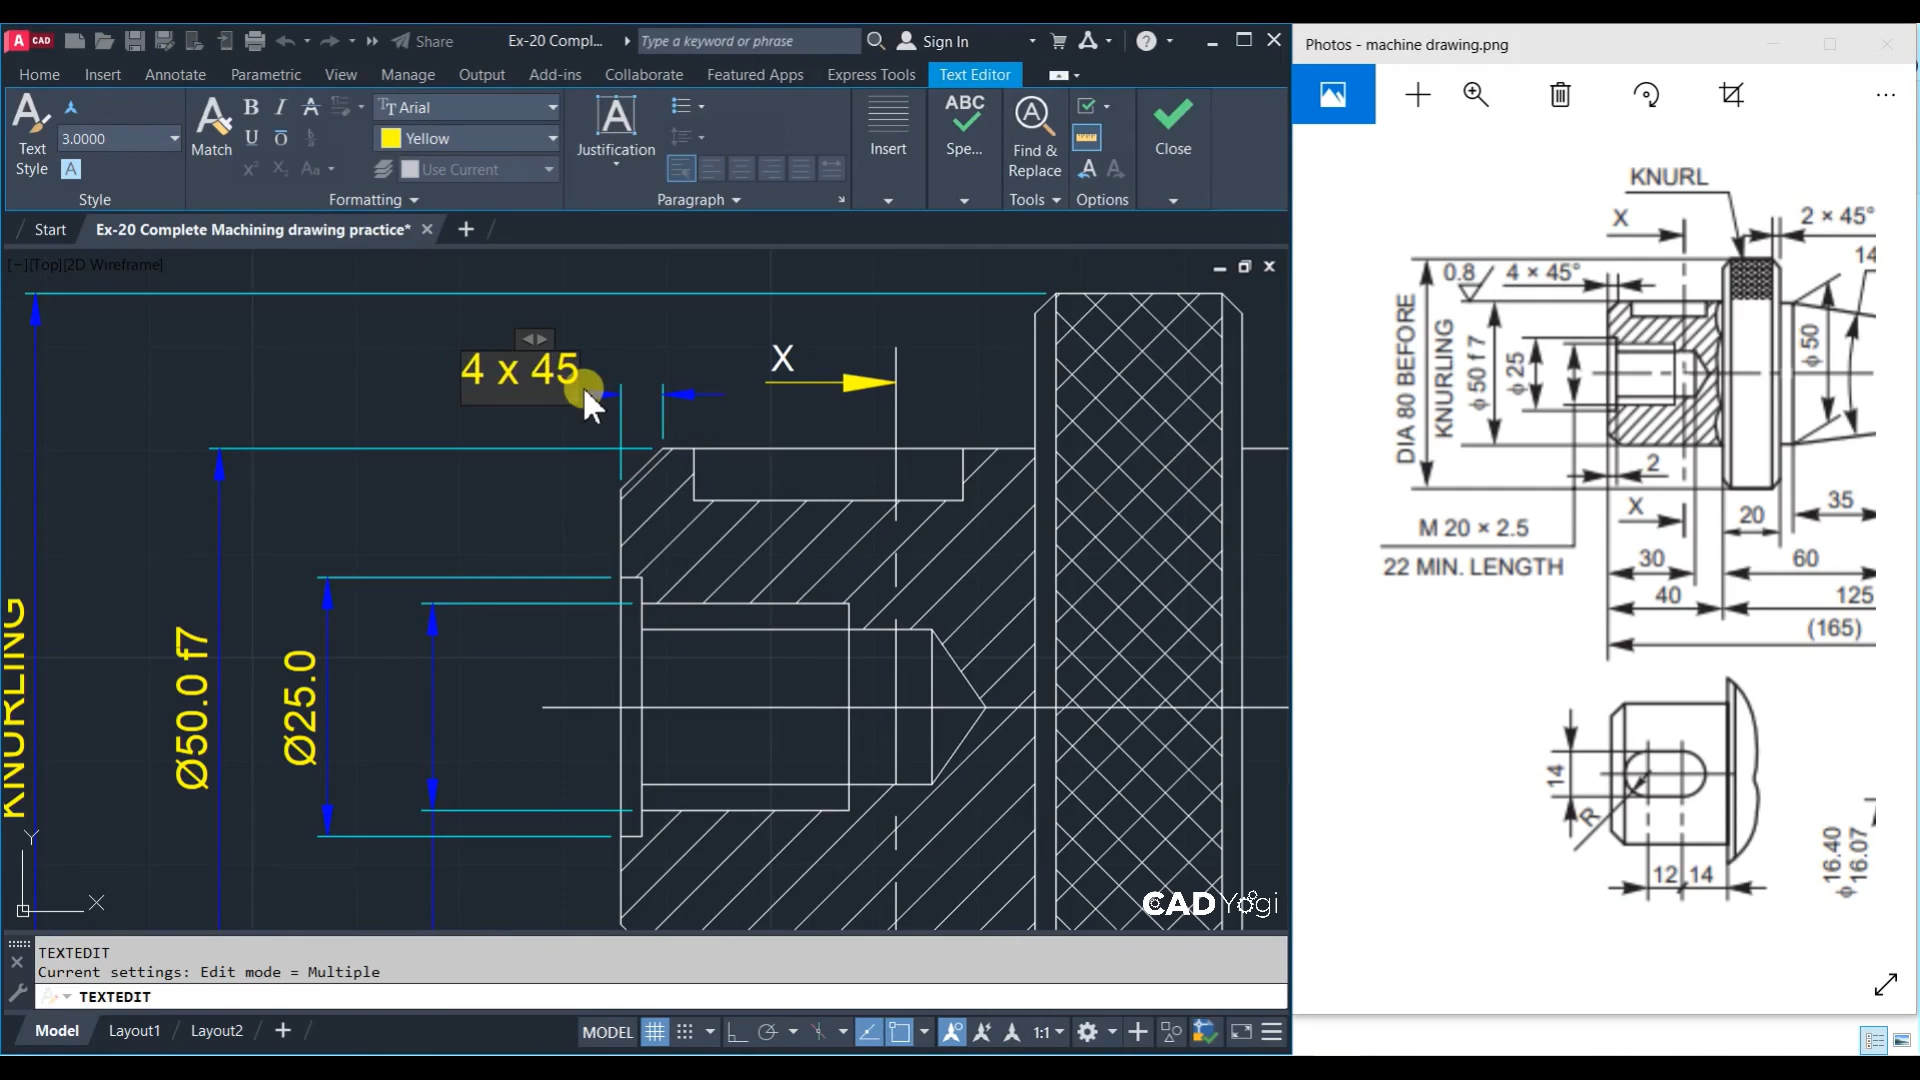 A CAD
Share
Ex-20 Compl...
Type a keyword or phrase
Sign In
Home
Insert
Annotate
Parametric
View
Manage
Output
Add-ins
Collaborate
Featured Apps
Express Tools
Text Editor
Text Style
3.0000
Style
Match
Arial
Yellow
Use Current
Formatting
Justification
Paragraph
Insert
ABC
Spe...
Find & Replace
Tools
Options
Close
Start
Ex-20 Complete Machining drawing practice*
[−][Top][2D Wireframe]
4 x 45
X
KNURLING
Ø50.0 f7
Ø25.0
Y
X
CAD Yogi
TEXTEDIT
Current settings: Edit mode = Multiple
TEXTEDIT
Model
Layout1
Layout2
MODEL
1:1
Photos - machine drawing.png
KNURL
X
2 × 45°
14
0.8
4 × 45°
DIA 80 BEFORE
KNURLING
ϕ 50 f 7
ϕ 25
ϕ 50
2
X
M 20 × 2.5
22 MIN. LENGTH
20
35
30
60
40
125
(165)
14
R
12
14
ϕ 16.40
16.07